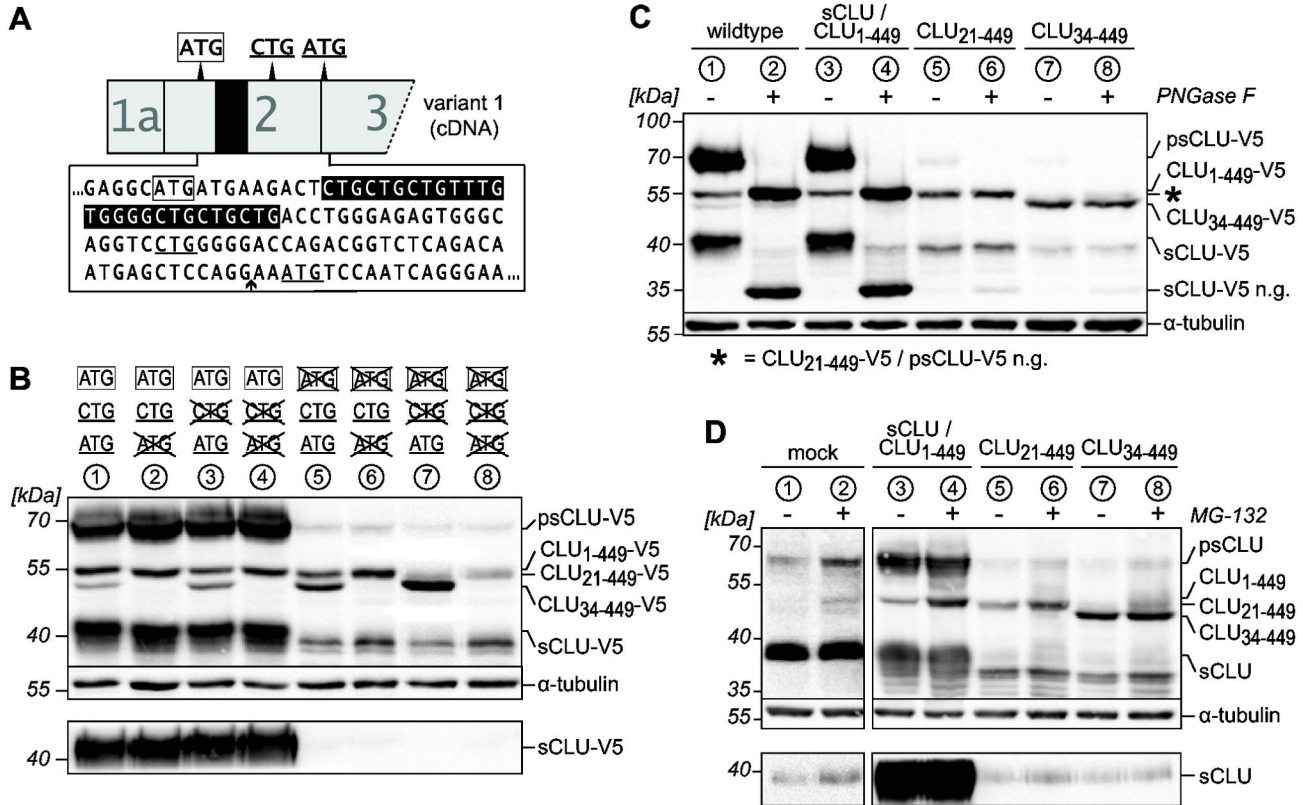 A
ATG CTG ATG
1a 2 3
variant 1
(cDNA)
...GAGGCATGATGAAGACTCTGCTGCTGTTTG
TGGGGCTGCTGCTGACCTGGGAGAGTGGGC
AGGTCCTGGGGGACCAGACGGTCTCAGACA
ATGAGCTCCAGGAAATGTCCAATCAGGGAA...
B
ATG ATG ATG ATG ATG ATG ATG ATG
CTG CTG CTG CTG CTG CTG CTG CTG
ATG ATG ATG ATG ATG ATG ATG ATG
① ② ③ ④ ⑤ ⑥ ⑦ ⑧
[kDa]
70
psCLU-V5
CLU1-449-V5
55
CLU21-449-V5
CLU34-449-V5
40
sCLU-V5
55
α-tubulin
40
sCLU-V5
C
wildtype
sCLU /
CLU1-449
CLU21-449
CLU34-449
① ② ③ ④ ⑤ ⑥ ⑦ ⑧
[kDa]
- + - + - + - + PNGase F
100
psCLU-V5
70
CLU1-449-V5
55
*
CLU34-449-V5
40
sCLU-V5
35
sCLU-V5 n.g.
α-tubulin
55
* = CLU21-449-V5 / psCLU-V5 n.g.
D
mock
sCLU /
CLU1-449
CLU21-449
CLU34-449
① ② ③ ④ ⑤ ⑥ ⑦ ⑧
[kDa]
- + - + - + - + MG-132
70
psCLU
55
CLU1-449
CLU21-449
40
CLU34-449
sCLU
35
55
α-tubulin
40
sCLU